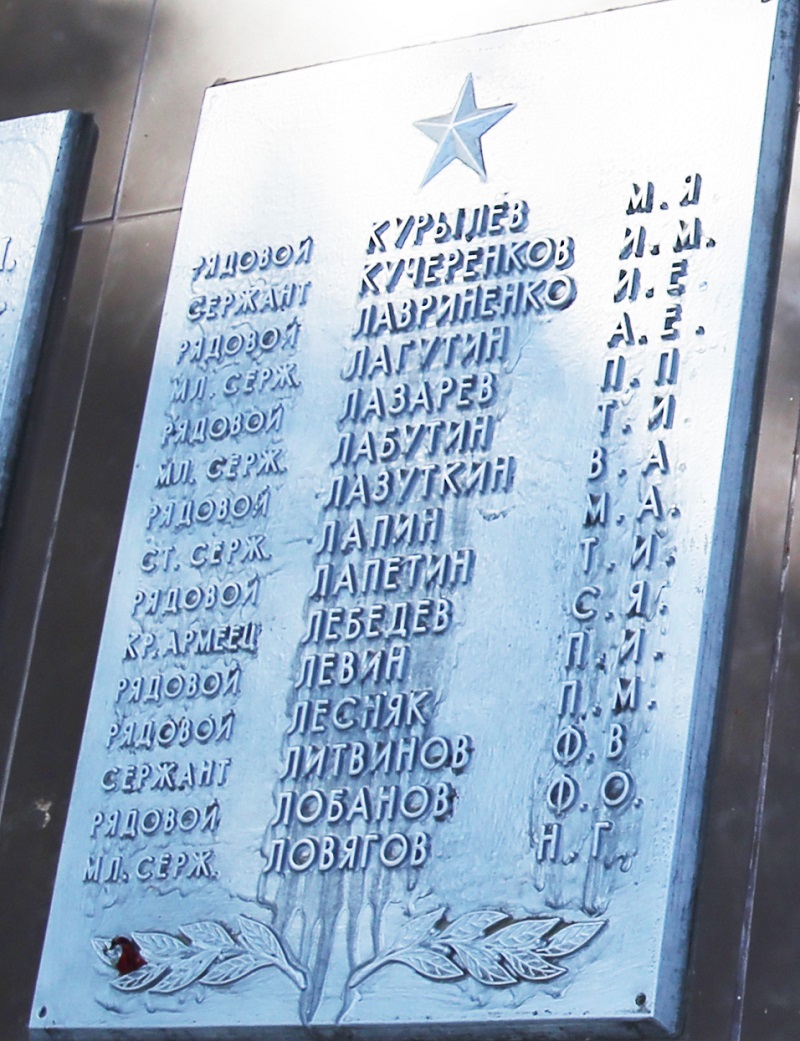 РЯДОВОЙ КУРЫЛЕВ М.Я
СЕРЖАНТ КУЧЕРЕНКОВ И.М.
РЯДОВОЙ ЛАВРИНЕНКО И.Е.
МЛ. СЕРЖ. ЛАГУТИН А.Е.
РЯДОВОЙ ЛАЗАРЕВ П.П
МЛ. СЕРЖ. ЛАБУТИН Т.И
РЯДОВОЙ ЛАЗУТКИН В.А
СТ. СЕРЖ. ЛАПИН М.А.
РЯДОВОЙ ЛАПЕТИН Т.И.
КР.АРМЕЕЦ ЛЕБЕДЕВ С.Я.
РЯДОВОЙ ЛЕВИН П.И.
РЯДОВОЙ ЛЕСНЯК П.М.
СЕРЖАНТ ЛИТВИНОВ Ф.В
РЯДОВОЙ ЛОБАНОВ Ф.О.
МЛ. СЕРЖ. ЛОВЯГОВ Н.Г.